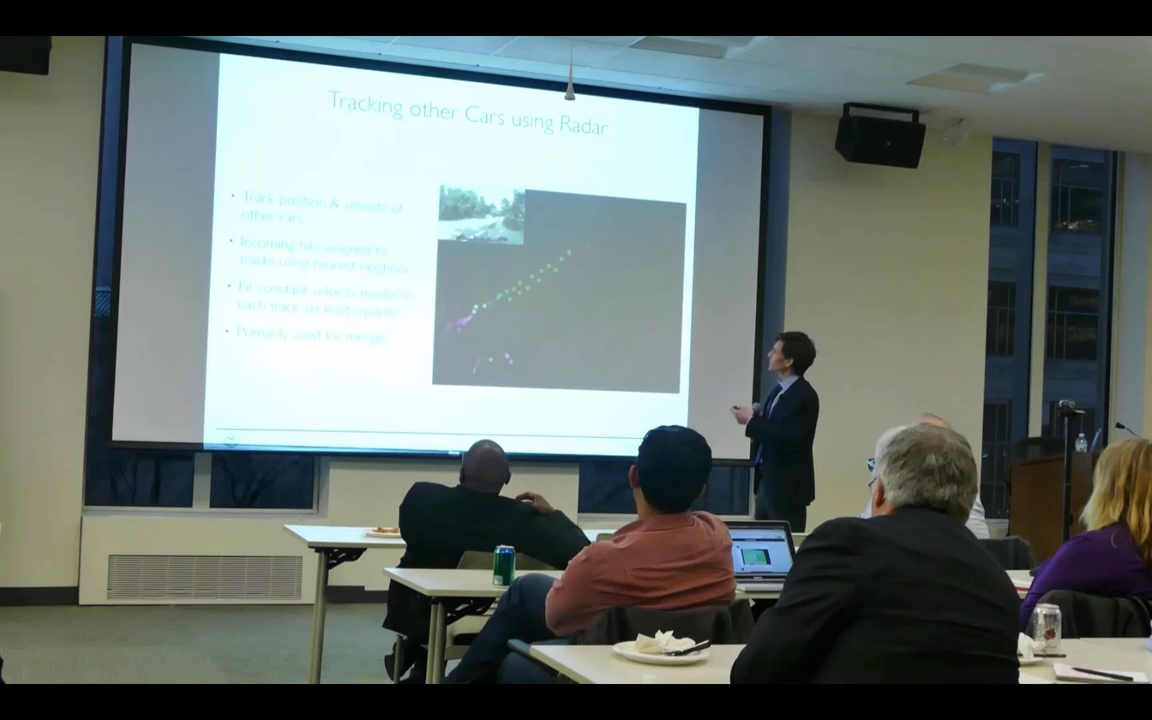 Tracking other Cars using Radar
• Track position & velocity of
other cars
• Incoming hits assigned to
tracks using nearest neighbor
• Fit constant velocity model to
each track via least squares
• Primarily used for merge